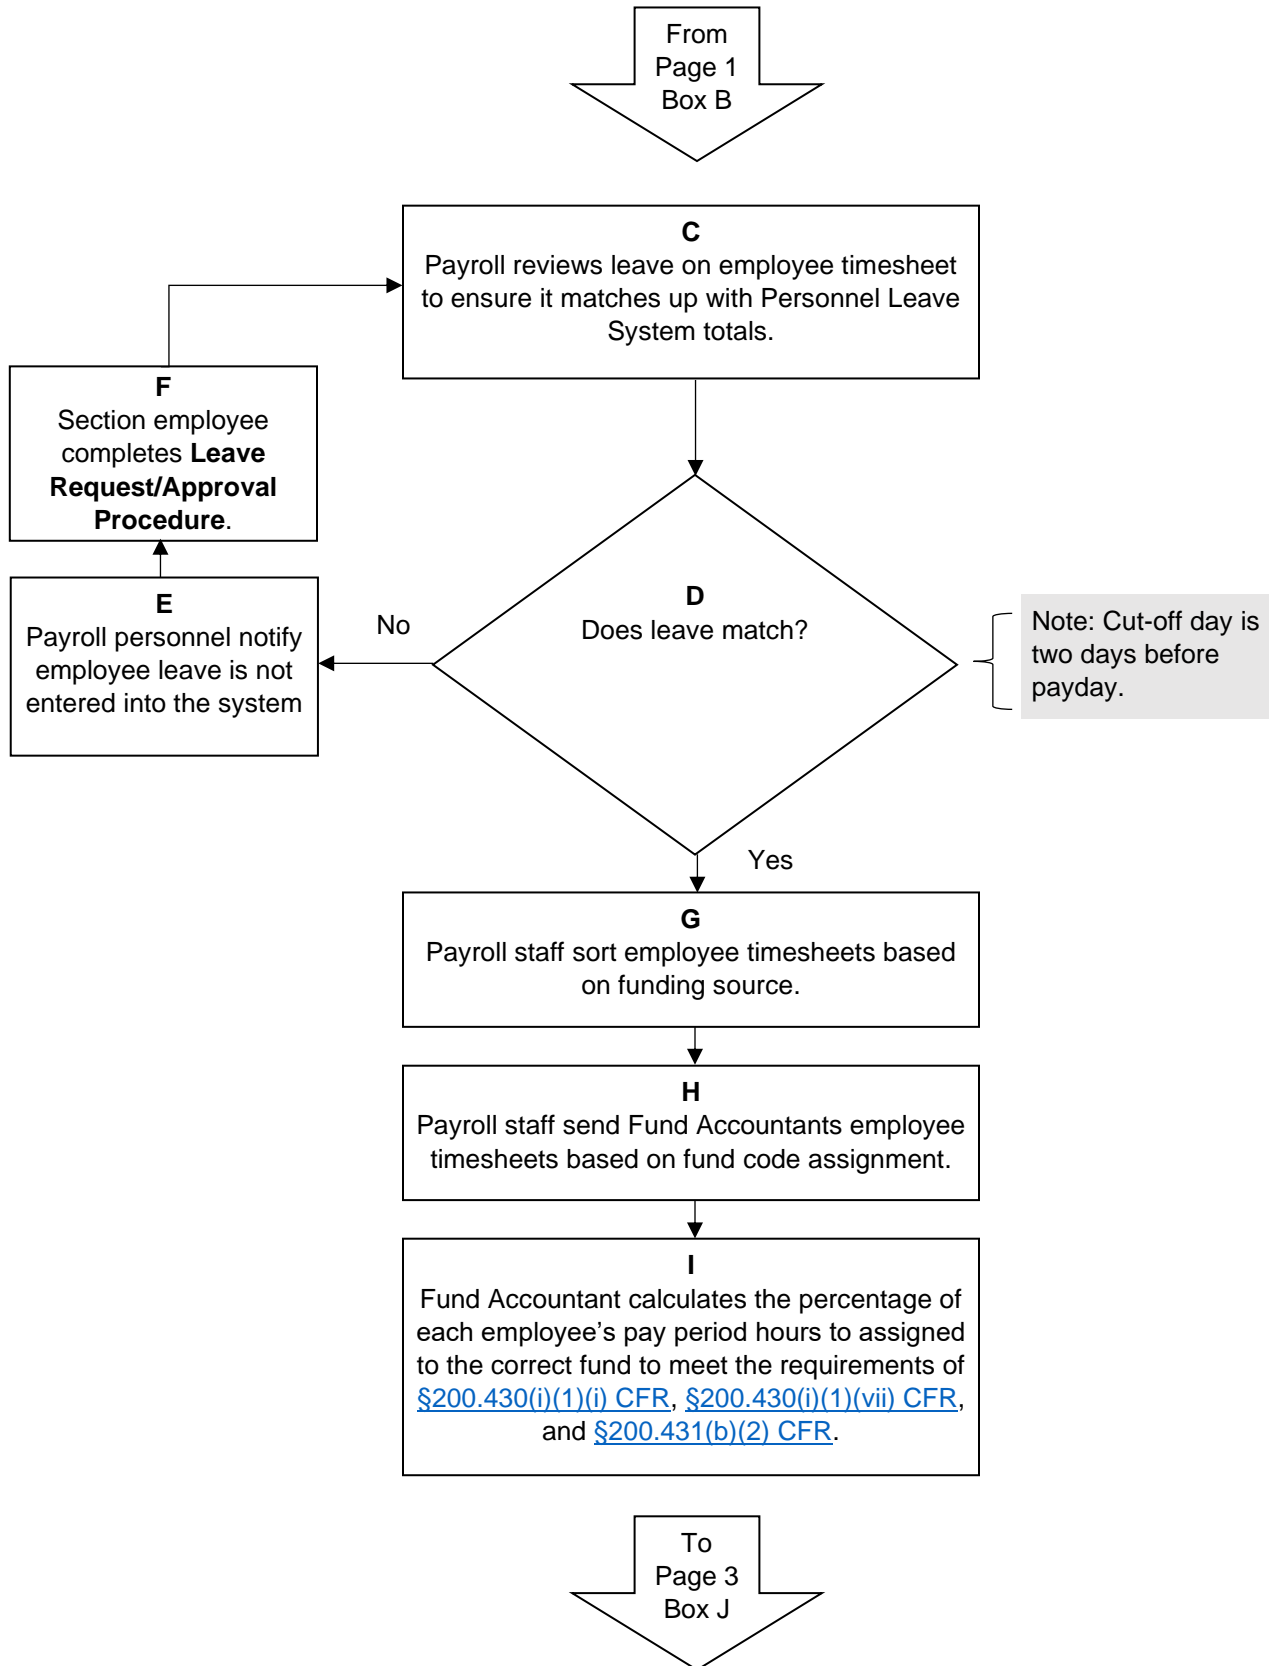 From
Page 1
Box B
C
Payroll reviews leave on employee timesheet
to ensure it matches up with Personnel Leave
System totals.
F
Section employee
completes Leave
Request/Approval
Procedure.
E
Payroll personnel notify
employee leave is not
entered into the system
No
D
Does leave match?
Note: Cut-off day is
two days before
payday.
Yes
G
Payroll staff sort employee timesheets based
on funding source.
H
Payroll staff send Fund Accountants employee
timesheets based on fund code assignment.
I
Fund Accountant calculates the percentage of
each employee’s pay period hours to assigned
to the correct fund to meet the requirements of
§200.430(i)(1)(i) CFR, §200.430(i)(1)(vii) CFR,
and §200.431(b)(2) CFR.
To
Page 3
Box J